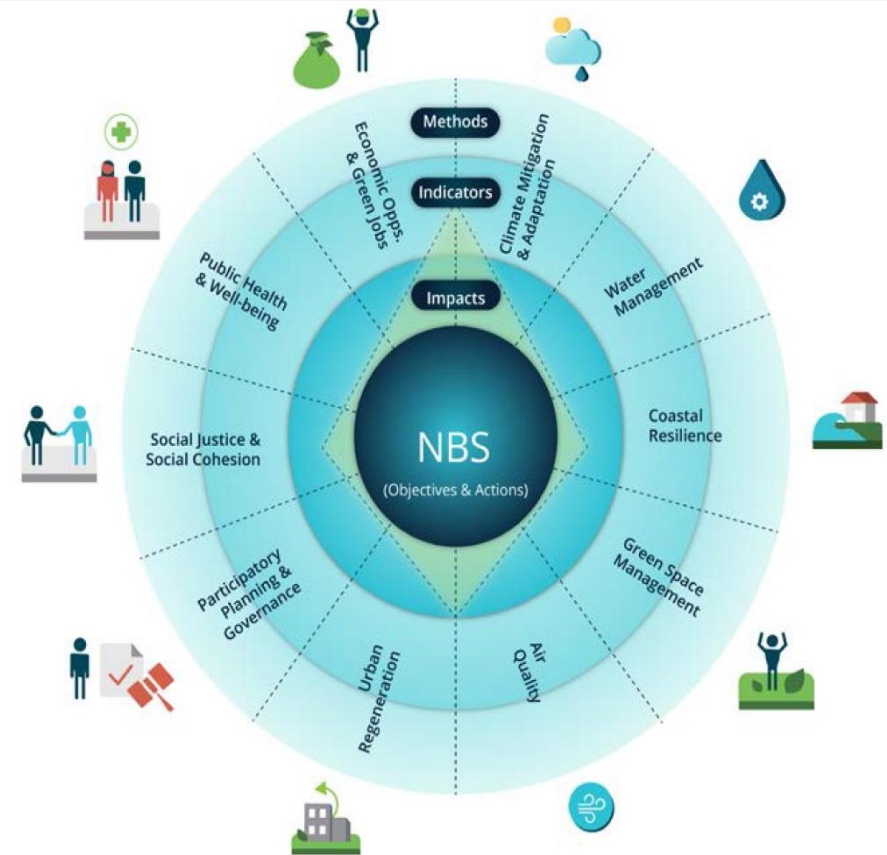 Methods
Indicators
Impacts
NBS
(Objectives & Actions)
Climate Mitigation
& Adaptation
Water
Management
Coastal
Resilience
Green Space
Management
Air
Quality
Urban
Regeneration
Participatory
Planning &
Governance
Social Justice &
Social Cohesion
Public Health
& Well-being
Economic Opps.
& Green Jobs